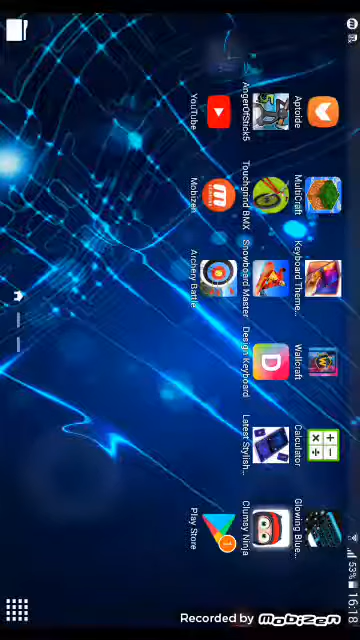 53% 16.18
Aptoide
MultiCraft
Keyboard Theme..
Wallcraft
Calculator
Glowing Blue..
AngerOfStick5
Touchgrind BMX
Snowboard Master
Design Keyboard
Latest Stylish..
Clumsy Ninja
YouTube
Mobizen
Archery Battle
Play Store
Recorded by Mobizen